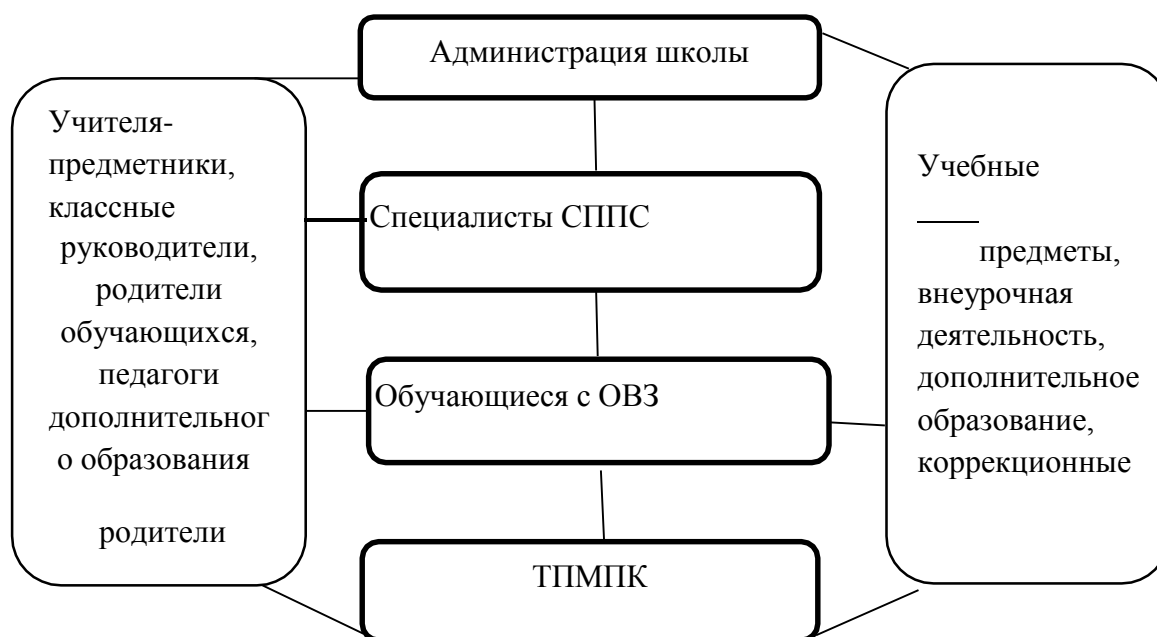 Администрация школы
Учителя-
предметники,
классные
руководители,
родители
обучающихся,
педагоги
дополнительног
о образования
родители
Специалисты СППС
Обучающиеся с ОВЗ
ТПМПК
Учебные
предметы,
внеурочная
деятельность,
дополнительное
образование,
коррекционные